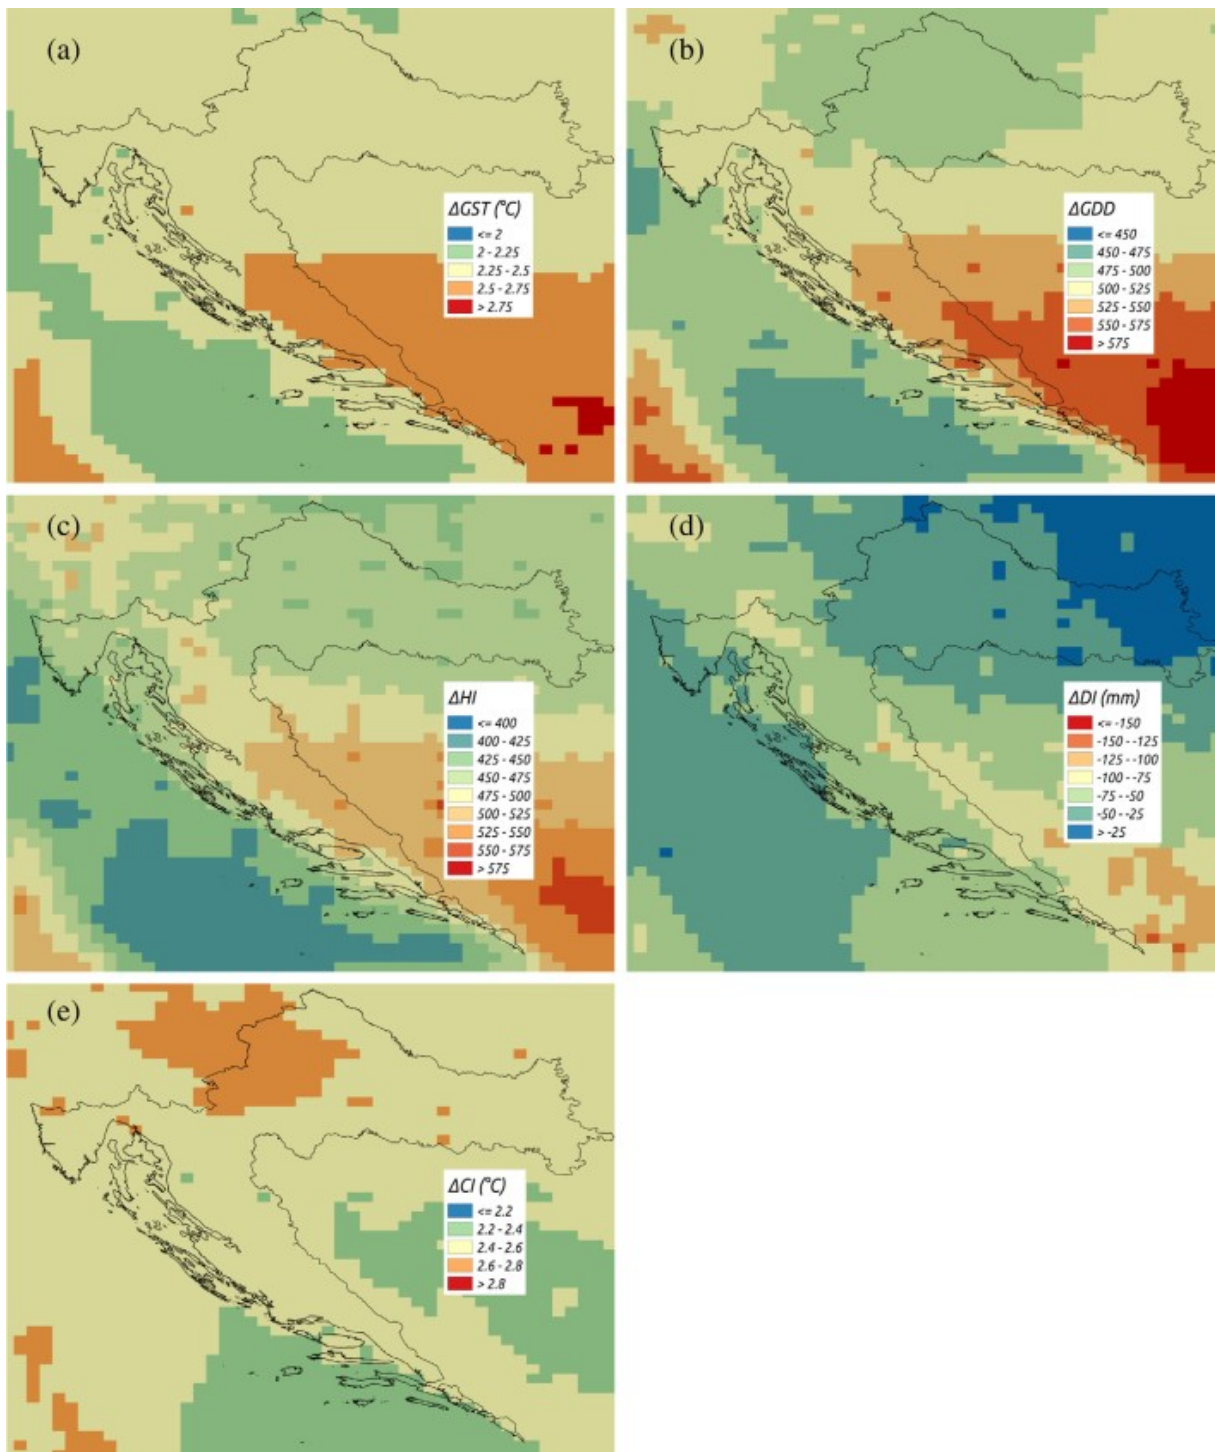 (a)
ΔGST (°C)
<= 2
2 - 2.25
2.25 - 2.5
2.5 - 2.75
> 2.75
(b)
ΔGDD
<= 450
450 - 475
475 - 500
500 - 525
525 - 550
550 - 575
> 575
(c)
ΔHI
<= 400
400 - 425
425 - 450
450 - 475
475 - 500
500 - 525
525 - 550
550 - 575
> 575
(d)
ΔDI (mm)
<= -150
-150 - -125
-125 - -100
-100 - -75
-75 - -50
-50 - -25
> -25
(e)
ΔCI (°C)
<= 2.2
2.2 - 2.4
2.4 - 2.6
2.6 - 2.8
> 2.8